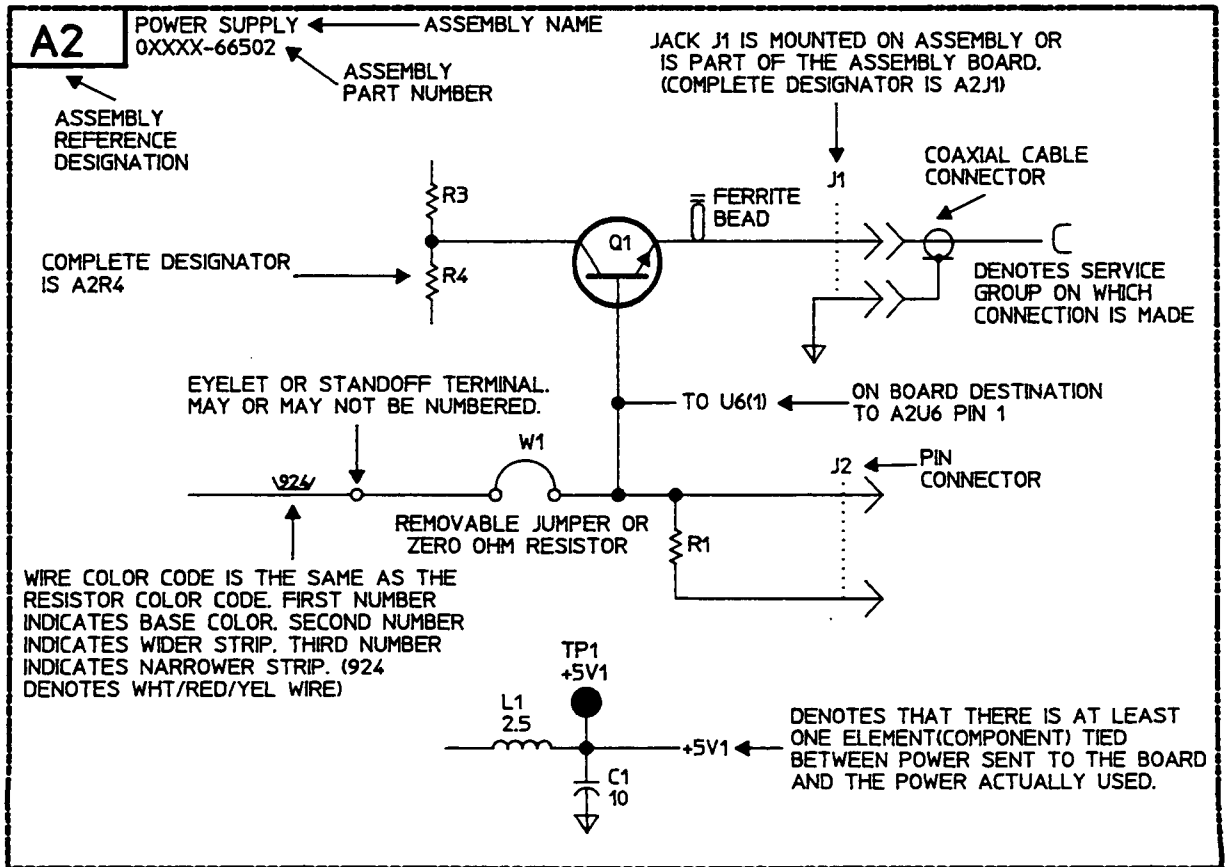 A2
POWER SUPPLY
0XXXX-66502
ASSEMBLY NAME
ASSEMBLY
PART NUMBER
ASSEMBLY
REFERENCE
DESIGNATION
JACK J1 IS MOUNTED ON ASSEMBLY OR
IS PART OF THE ASSEMBLY BOARD.
(COMPLETE DESIGNATOR IS A2J1)
COAXIAL CABLE
CONNECTOR
J1
R3
FERRITE
BEAD
Q1
C
COMPLETE DESIGNATOR
IS A2R4
R4
DENOTES SERVICE
GROUP ON WHICH
CONNECTION IS MADE
EYELET OR STANDOFF TERMINAL.
MAY OR MAY NOT BE NUMBERED.
TO U6(1)
ON BOARD DESTINATION
TO A2U6 PIN 1
W1
J2
PIN
CONNECTOR
924
REMOVABLE JUMPER OR
ZERO OHM RESISTOR
R1
WIRE COLOR CODE IS THE SAME AS THE
RESISTOR COLOR CODE. FIRST NUMBER
INDICATES BASE COLOR. SECOND NUMBER
INDICATES WIDER STRIP. THIRD NUMBER
INDICATES NARROWER STRIP. (924
DENOTES WHT/RED/YEL WIRE)
TP1
+5V1
L1
2.5
+5V1
C1
10
DENOTES THAT THERE IS AT LEAST
ONE ELEMENT(COMPONENT) TIED
BETWEEN POWER SENT TO THE BOARD
AND THE POWER ACTUALLY USED.